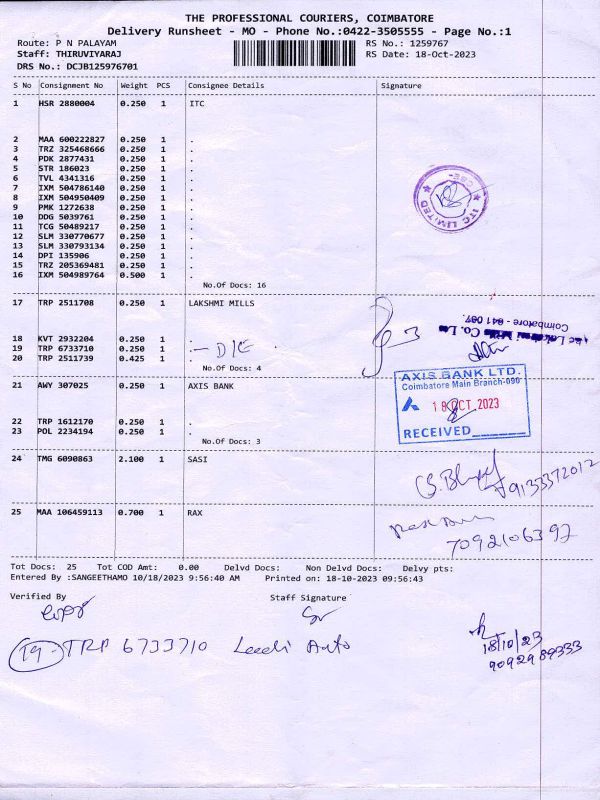 THE PROFESSIONAL COURIERS, COIMBATORE
Delivery Runsheet - MO - Phone No.:0422-3505555 - Page No.:1
Route: P N PALAYAM
RS No.: 1259767
Staff: THIRUVIYARAJ
RS Date: 18-Oct-2023
DRS No.: DCJB125976701
S No Consignment No Weight PCS Consignee Details Signature
1 HSR 2880004 0.250 1 ITC
2 MAA 600222827 0.250 1 .
3 TRZ 325468666 0.250 1 .
4 PDK 2877431 0.250 1 .
5 STR 186023 0.250 1 .
6 TVL 4341316 0.250 1 .
7 IXM 504786140 0.250 1 .
8 IXM 504950409 0.250 1 .
9 PMK 1272638 0.250 1 .
10 DDG 5039761 0.250 1 .
11 TCG 50489217 0.250 1 .
12 SLM 330770677 0.250 1 .
13 SLM 330793134 0.250 1 .
14 DPI 135906 0.250 1 .
15 TRZ 205369481 0.250 1 .
16 IXM 504989764 0.500 1 .
No.Of Docs: 16
ITC LIMITED
CBE-
17 TRP 2511708 0.250 1 LAKSHMI MILLS
18 KVT 2932204 0.250 1 .
19 TRP 6733710 0.250 1 .
20 TRP 2511739 0.425 1 .
No.Of Docs: 4
3
Coimbatore - 641 037.
21 AWY 307025 0.250 1 AXIS BANK
22 TRP 1612170 0.250 1 .
23 POL 2234194 0.250 1 .
No.Of Docs: 3
AXIS BANK LTD.
Coimbatore Main Branch-090
18 OCT 2023
RECEIVED
24 TMG 6090863 2.100 1 SASI
9133372012
25 MAA 106459113 0.700 1 RAX
7092106397
Tot Docs: 25 Tot COD Amt: 0.00 Delvd Docs: Non Delvd Docs: Delvy pts:
Entered By :SANGEETHAMO 10/18/2023 9:56:40 AM Printed on: 18-10-2023 09:56:43
Verified By Staff Signature
19 - TRP 6733710 Leadi Auto
18/10/23
9092989333